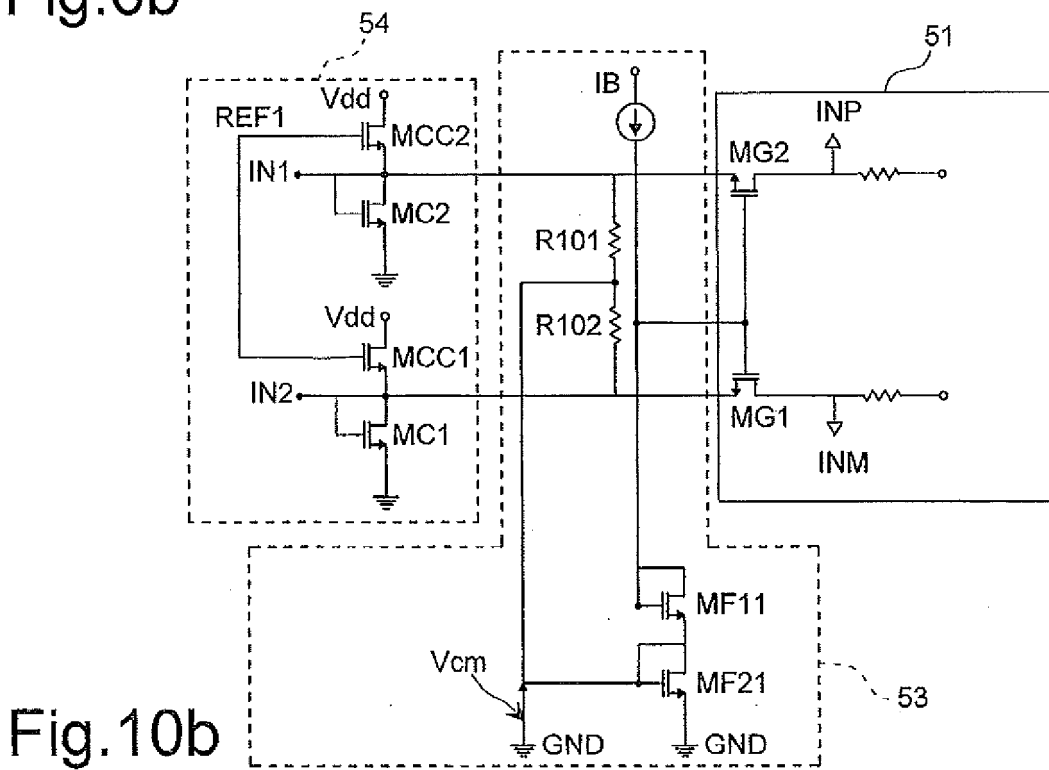 Fig.6b
54
51
Vdd
IB
INP
REF1
MCC2
MG2
IN1
MC2
R101
Vdd
R102
MCC1
IN2
MG1
MC1
INM
MF11
Vcm
MF21
53
GND
GND
Fig.10b